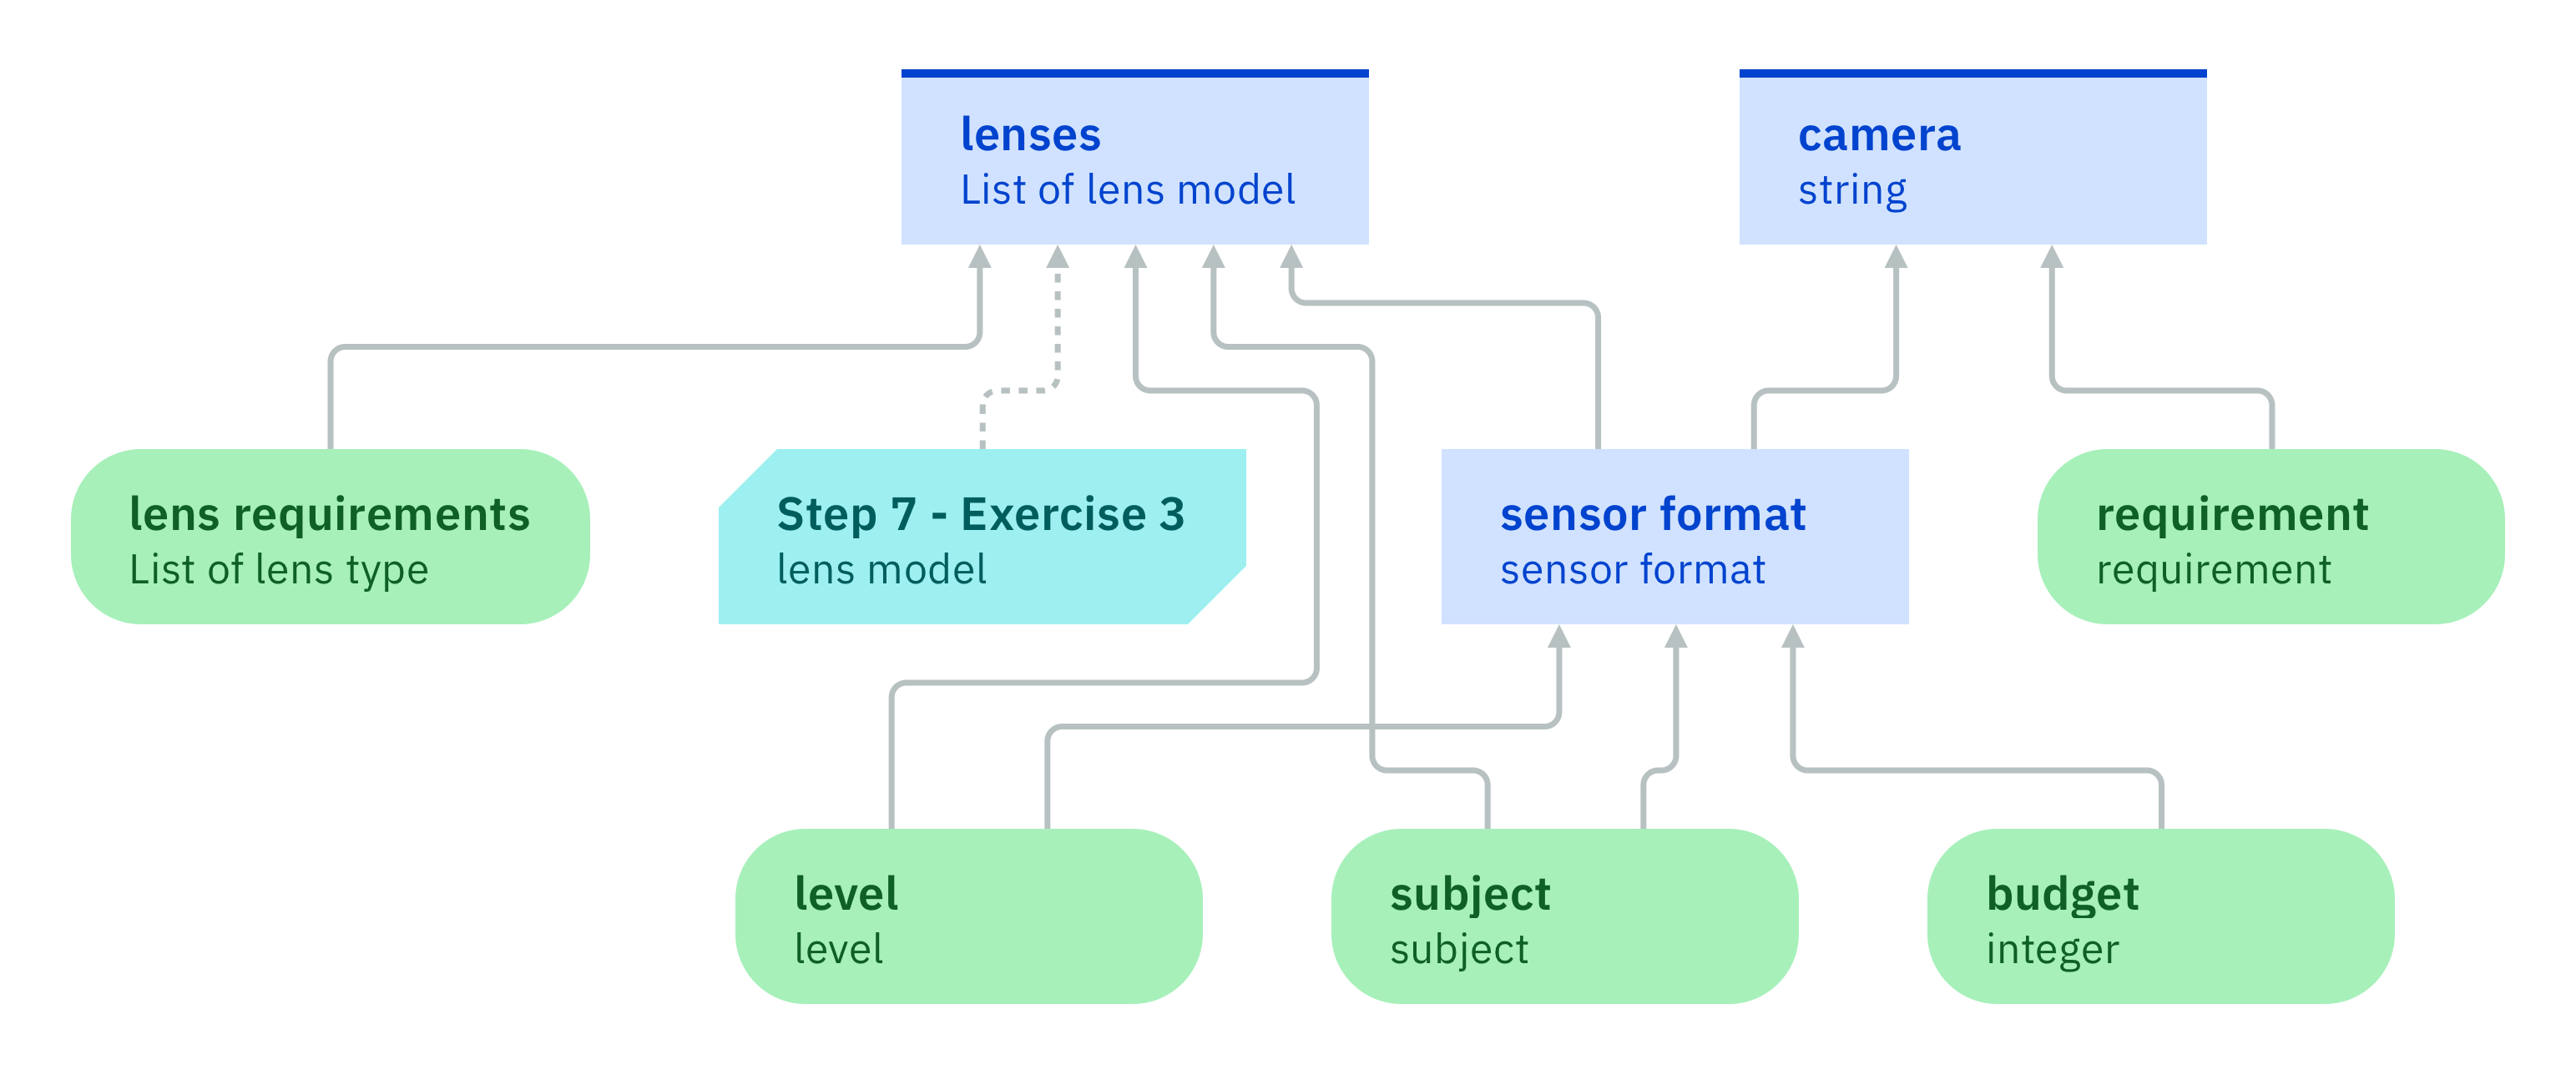 lenses
List of lens model
camera
string
lens requirements
List of lens type
Step 7 - Exercise 3
lens model
sensor format
sensor format
requirement
requirement
level
level
subject
subject
budget
integer